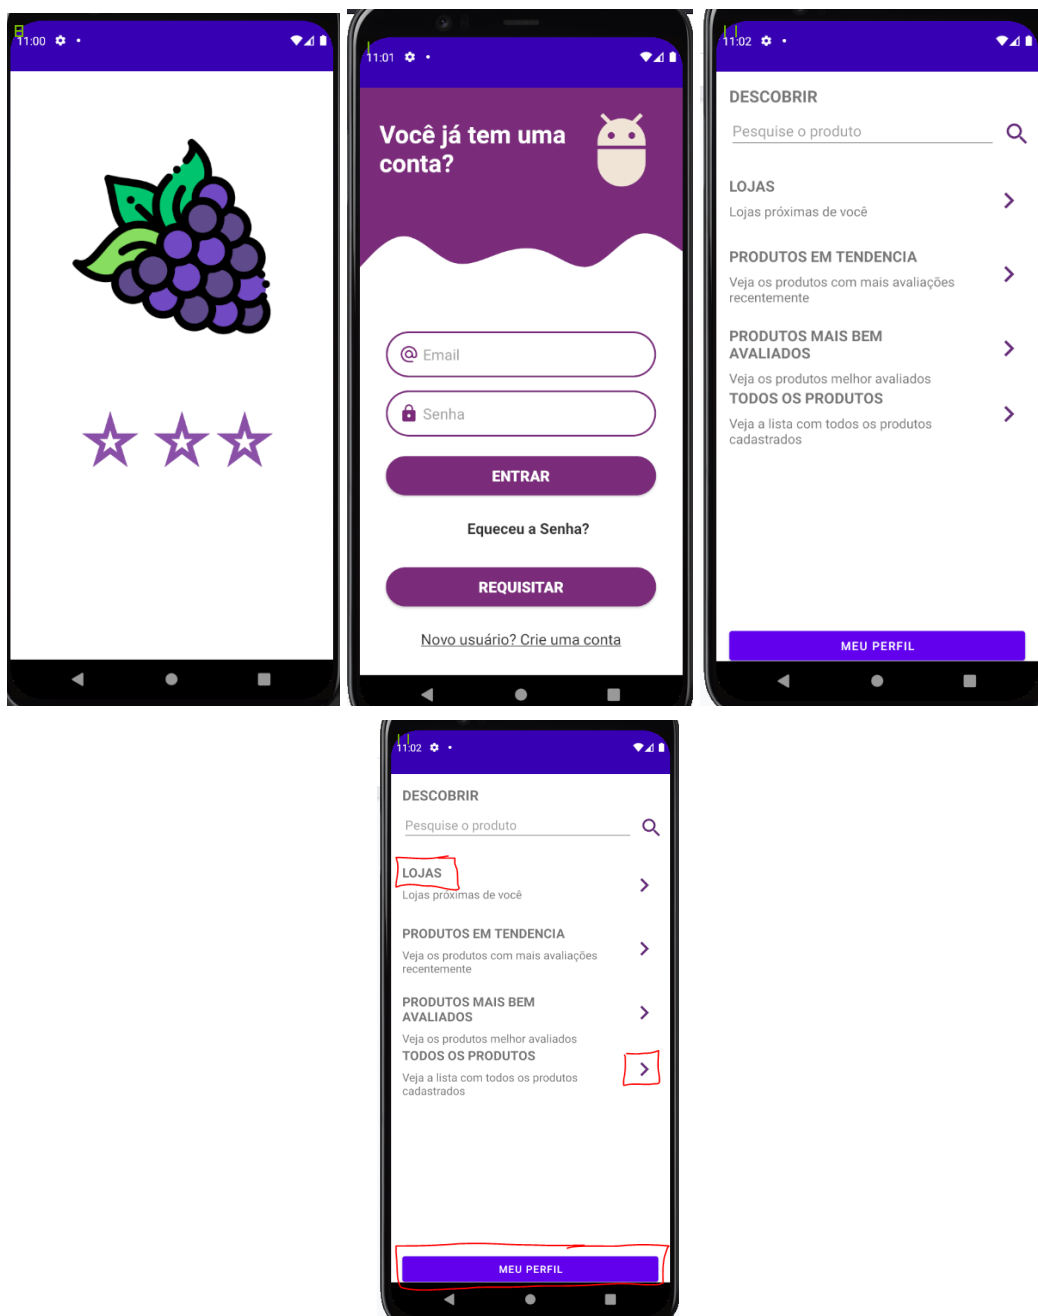 11:00
11:01
Você já tem uma
conta?
Email
Senha
ENTRAR
Equeceu a Senha?
REQUISITAR
Novo usuário? Crie uma conta
11:02
DESCOBRIR
Pesquise o produto
LOJAS
Lojas próximas de você
PRODUTOS EM TENDENCIA
Veja os produtos com mais avaliações
recentemente
PRODUTOS MAIS BEM
AVALIADOS
Veja os produtos melhor avaliados
TODOS OS PRODUTOS
Veja a lista com todos os produtos
cadastrados
MEU PERFIL
11:02
DESCOBRIR
Pesquise o produto
LOJAS
Lojas próximas de você
PRODUTOS EM TENDENCIA
Veja os produtos com mais avaliações
recentemente
PRODUTOS MAIS BEM
AVALIADOS
Veja os produtos melhor avaliados
TODOS OS PRODUTOS
Veja a lista com todos os produtos
cadastrados
MEU PERFIL